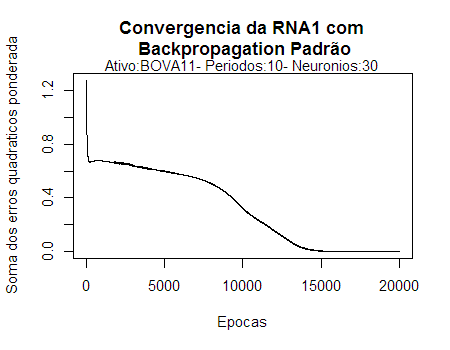 Convergencia da RNA1 com
Backpropagation Padrão
Ativo:BOVA11- Periodos:10- Neuronios:30
Soma dos erros quadraticos ponderada
1.2
0.8
0.4
0.0
0 5000 10000 15000 20000
Epocas